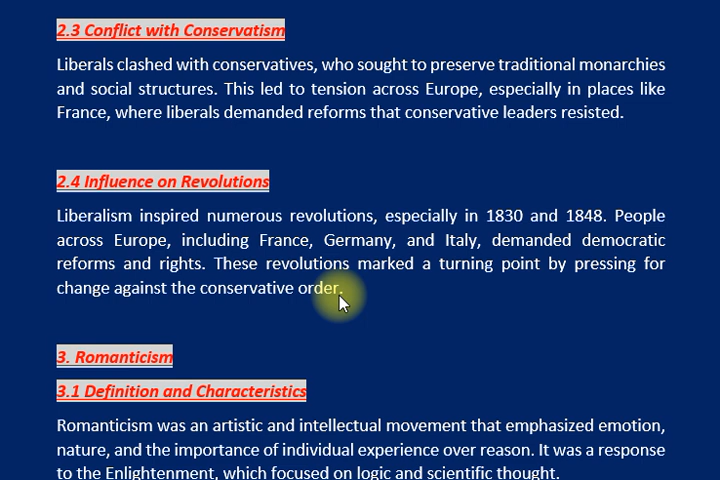 2.3 Conflict with Conservatism
Liberals clashed with conservatives, who sought to preserve traditional monarchies
and social structures. This led to tension across Europe, especially in places like
France, where liberals demanded reforms that conservative leaders resisted.
2.4 Influence on Revolutions
Liberalism inspired numerous revolutions, especially in 1830 and 1848. People
across Europe, including France, Germany, and Italy, demanded democratic
reforms and rights. These revolutions marked a turning point by pressing for
change against the conservative order.
3. Romanticism
3.1 Definition and Characteristics
Romanticism was an artistic and intellectual movement that emphasized emotion,
nature, and the importance of individual experience over reason. It was a response
to the Enlightenment, which focused on logic and scientific thought.